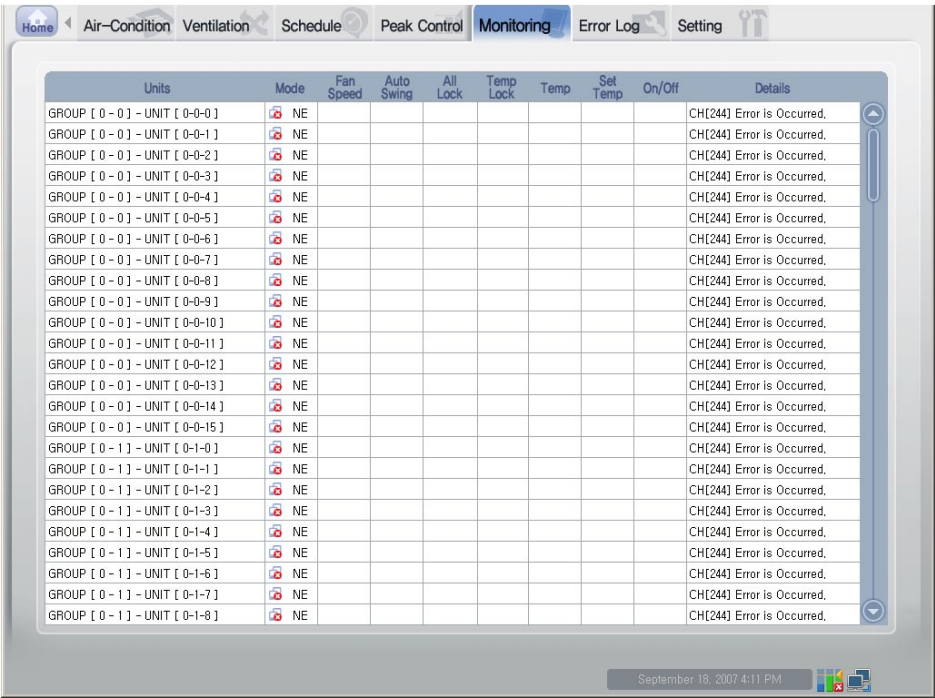 Home Air-Condition Ventilation Schedule Peak Control Monitoring Error Log Setting
Units Mode Fan Speed Auto Swing All Lock Temp Lock Temp Set Temp On/Off Details
GROUP [ 0 - 0 ] - UNIT [ 0-0-0 ] NE CH[244] Error is Occurred.
GROUP [ 0 - 0 ] - UNIT [ 0-0-1 ] NE CH[244] Error is Occurred.
GROUP [ 0 - 0 ] - UNIT [ 0-0-2 ] NE CH[244] Error is Occurred.
GROUP [ 0 - 0 ] - UNIT [ 0-0-3 ] NE CH[244] Error is Occurred.
GROUP [ 0 - 0 ] - UNIT [ 0-0-4 ] NE CH[244] Error is Occurred.
GROUP [ 0 - 0 ] - UNIT [ 0-0-5 ] NE CH[244] Error is Occurred.
GROUP [ 0 - 0 ] - UNIT [ 0-0-6 ] NE CH[244] Error is Occurred.
GROUP [ 0 - 0 ] - UNIT [ 0-0-7 ] NE CH[244] Error is Occurred.
GROUP [ 0 - 0 ] - UNIT [ 0-0-8 ] NE CH[244] Error is Occurred.
GROUP [ 0 - 0 ] - UNIT [ 0-0-9 ] NE CH[244] Error is Occurred.
GROUP [ 0 - 0 ] - UNIT [ 0-0-10 ] NE CH[244] Error is Occurred.
GROUP [ 0 - 0 ] - UNIT [ 0-0-11 ] NE CH[244] Error is Occurred.
GROUP [ 0 - 0 ] - UNIT [ 0-0-12 ] NE CH[244] Error is Occurred.
GROUP [ 0 - 0 ] - UNIT [ 0-0-13 ] NE CH[244] Error is Occurred.
GROUP [ 0 - 0 ] - UNIT [ 0-0-14 ] NE CH[244] Error is Occurred.
GROUP [ 0 - 0 ] - UNIT [ 0-0-15 ] NE CH[244] Error is Occurred.
GROUP [ 0 - 1 ] - UNIT [ 0-1-0 ] NE CH[244] Error is Occurred.
GROUP [ 0 - 1 ] - UNIT [ 0-1-1 ] NE CH[244] Error is Occurred.
GROUP [ 0 - 1 ] - UNIT [ 0-1-2 ] NE CH[244] Error is Occurred.
GROUP [ 0 - 1 ] - UNIT [ 0-1-3 ] NE CH[244] Error is Occurred.
GROUP [ 0 - 1 ] - UNIT [ 0-1-4 ] NE CH[244] Error is Occurred.
GROUP [ 0 - 1 ] - UNIT [ 0-1-5 ] NE CH[244] Error is Occurred.
GROUP [ 0 - 1 ] - UNIT [ 0-1-6 ] NE CH[244] Error is Occurred.
GROUP [ 0 - 1 ] - UNIT [ 0-1-7 ] NE CH[244] Error is Occurred.
GROUP [ 0 - 1 ] - UNIT [ 0-1-8 ] NE CH[244] Error is Occurred.
September 18, 2007 4:11 PM